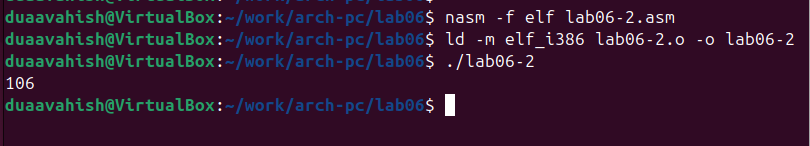 duaavahish@VirtualBox:~/work/arch-pc/lab06$ nasm -f elf lab06-2.asm
duaavahish@VirtualBox:~/work/arch-pc/lab06$ ld -m elf_i386 lab06-2.o -o lab06-2
duaavahish@VirtualBox:~/work/arch-pc/lab06$ ./lab06-2
106
duaavahish@VirtualBox:~/work/arch-pc/lab06$